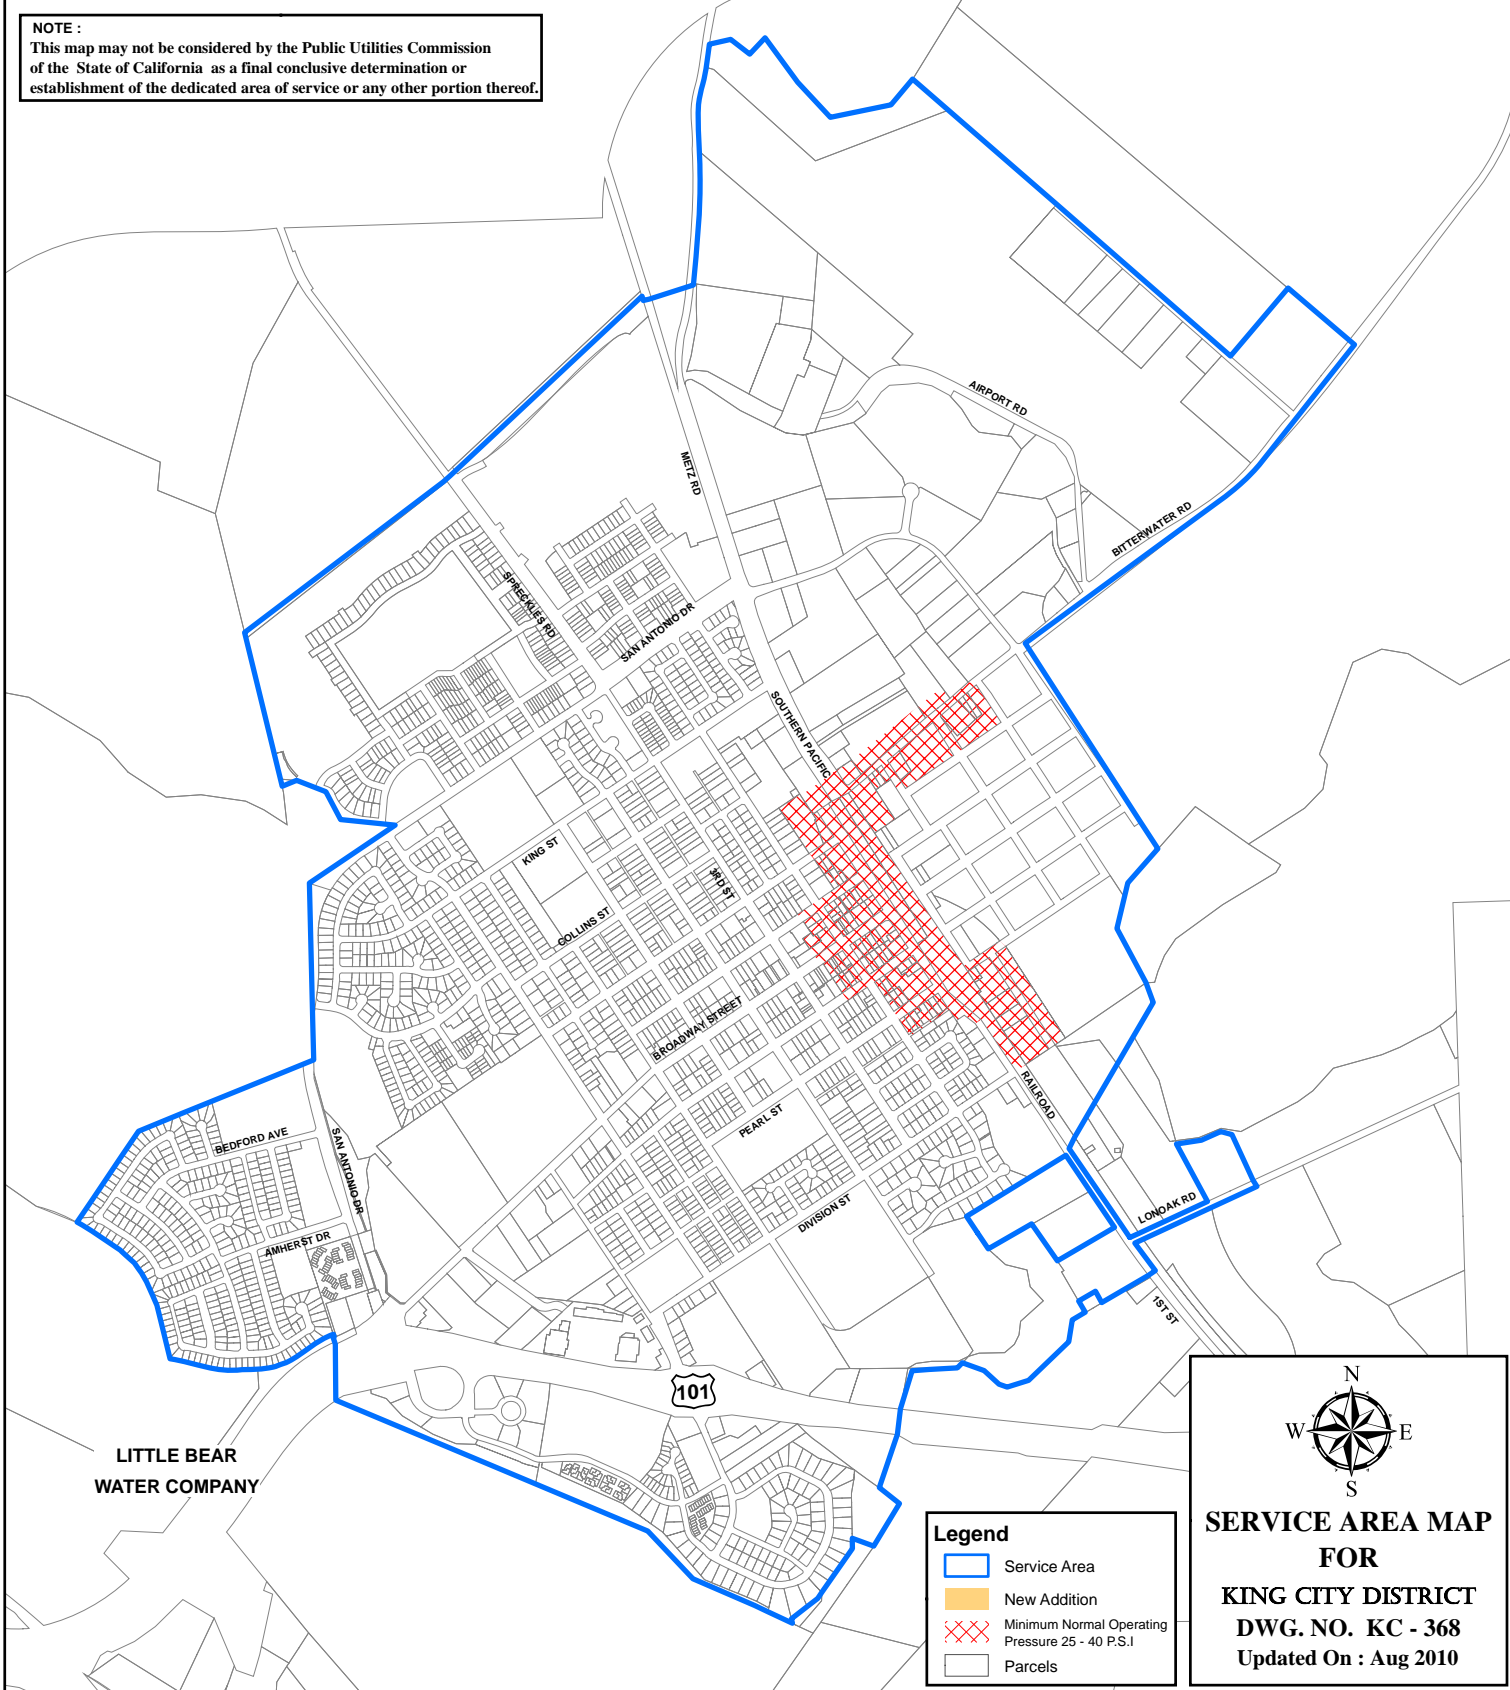 NOTE :
This map may not be considered by the Public Utilities Commission
of the State of California as a final conclusive determination or
establishment of the dedicated area of service or any other portion thereof.
AIRPORT RD
METZ RD
BITTERWATER RD
SPRECKLES RD
SAN ANTONIO DR
SOUTHERN PACIFIC
KING ST
3RD ST
COLLINS ST
BROADWAY STREET
RAILROAD
PEARL ST
BEDFORD AVE
SAN ANTONIO DR
LONOAK RD
DIVISION ST
AMHERST DR
1ST ST
101
LITTLE BEAR
WATER COMPANY
N
W E
S
SERVICE AREA MAP
FOR
KING CITY DISTRICT
DWG. NO. KC - 368
Updated On : Aug 2010
Legend
Service Area
New Addition
Minimum Normal Operating
Pressure 25 - 40 P.S.I
Parcels